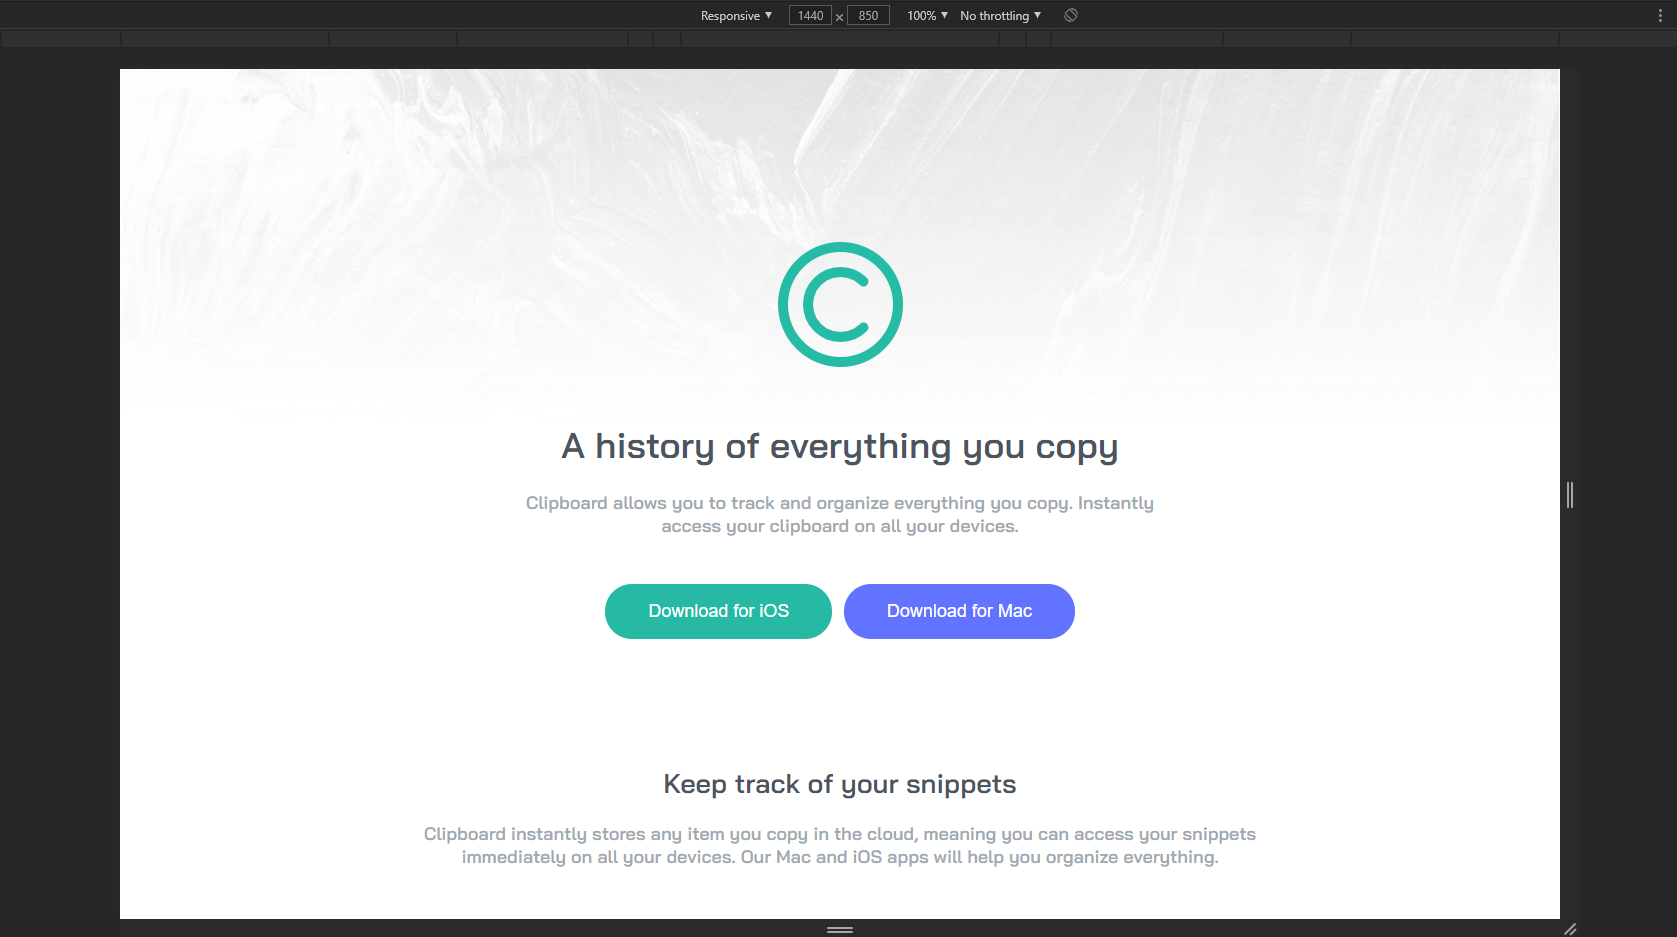 Responsive ▼ 1440 × 850 100% ▼ No throttling ▼
C
A history of everything you copy
Clipboard allows you to track and organize everything you copy. Instantly
access your clipboard on all your devices.
Download for iOS Download for Mac
Keep track of your snippets
Clipboard instantly stores any item you copy in the cloud, meaning you can access your snippets
immediately on all your devices. Our Mac and iOS apps will help you organize everything.